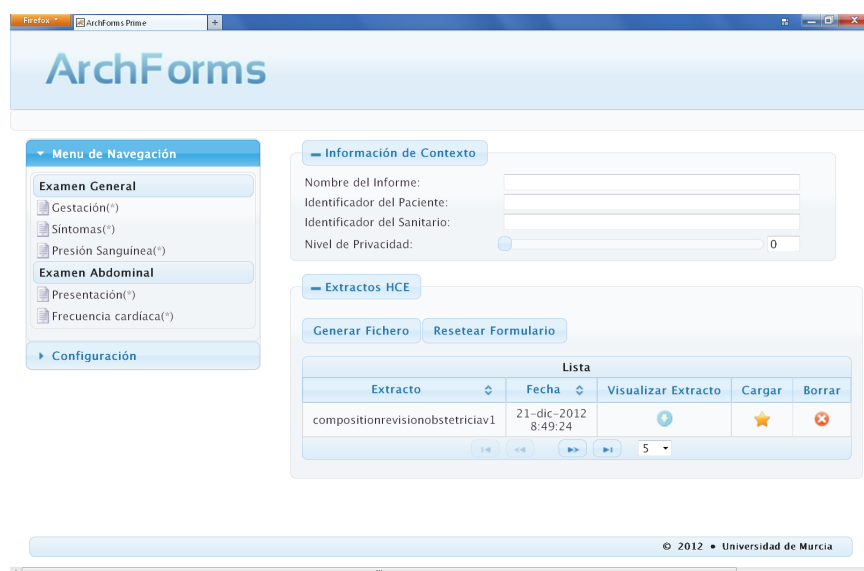 Firefox
ArchForms Prime
ArchForms
Menu de Navegación
Examen General
Gestación(*)
Síntomas(*)
Presión Sanguínea(*)
Examen Abdominal
Presentación(*)
Frecuencia cardíaca(*)
Configuración
Información de Contexto
Nombre del Informe:
Identificador del Paciente:
Identificador del Sanitario:
Nivel de Privacidad: 0
Extractos HCE
Generar Fichero Resetear Formulario
Lista
Extracto Fecha Visualizar Extracto Cargar Borrar
compositionrevisionobstetriciav1 21-dic-2012
8:49:24
5
© 2012 • Universidad de Murcia